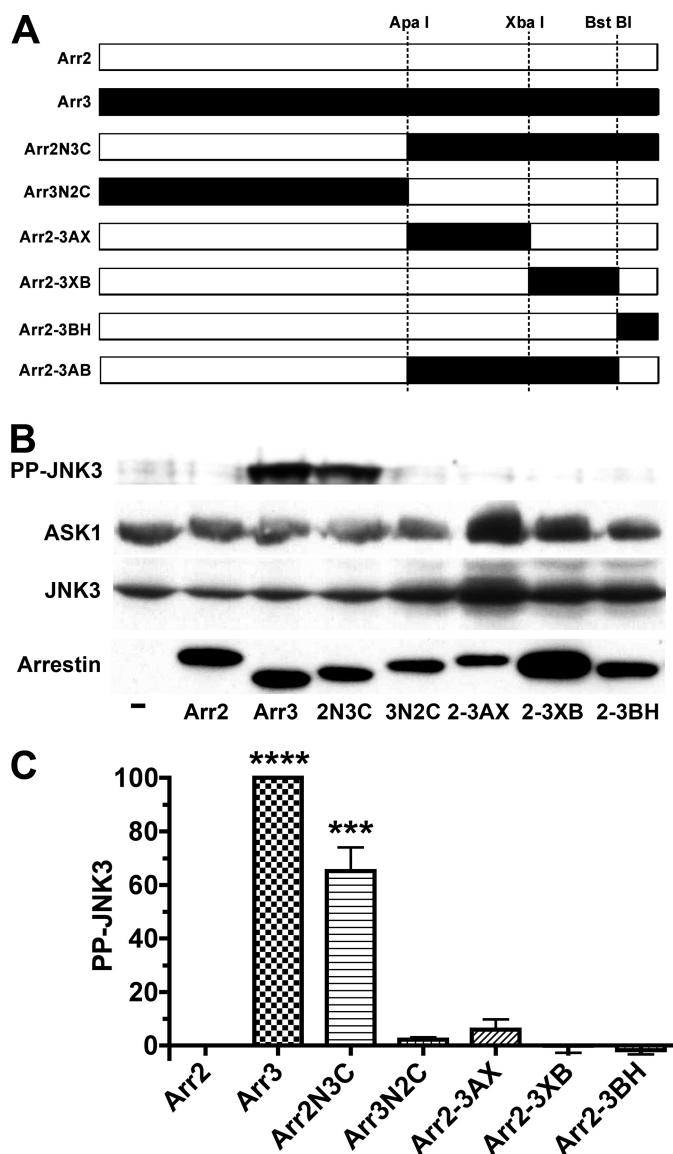 A
Apa I Xba I Bst BI
Arr2
Arr3
Arr2N3C
Arr3N2C
Arr2-3AX
Arr2-3XB
Arr2-3BH
Arr2-3AB
B
PP-JNK3
ASK1
JNK3
Arrestin
- Arr2 Arr3 2N3C 3N2C 2-3AX 2-3XB 2-3BH
C
PP-JNK3
100
80
60
40
20
0
****
***
Arr2
Arr3
Arr2N3C
Arr3N2C
Arr2-3AX
Arr2-3XB
Arr2-3BH